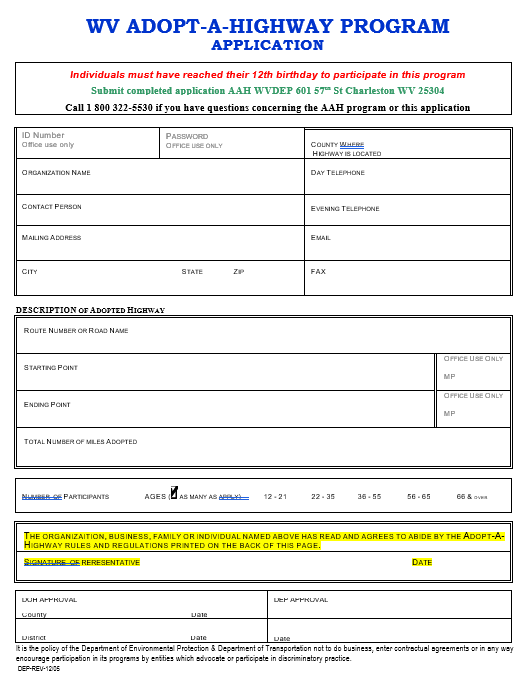 WV ADOPT-A-HIGHWAY PROGRAM
APPLICATION
Individuals must have reached their 12th birthday to participate in this program
Submit completed application AAH WVDEP 601 57th St Charleston WV 25304
Call 1 800 322-5530 if you have questions concerning the AAH program or this application
ID Number
Office use only
PASSWORD
OFFICE USE ONLY
COUNTY WHERE
HIGHWAY IS LOCATED
ORGANIZATION NAME
DAY TELEPHONE
CONTACT PERSON
EVENING TELEPHONE
MAILING ADDRESS
EMAIL
CITY STATE ZIP
FAX
DESCRIPTION OF ADOPTED HIGHWAY
ROUTE NUMBER OR ROAD NAME
STARTING POINT
OFFICE USE ONLY
MP
ENDING POINT
OFFICE USE ONLY
MP
TOTAL NUMBER OF MILES ADOPTED
NUMBER OF PARTICIPANTS AGES (✓ AS MANY AS APPLY) 12 - 21 22 - 35 36 - 55 56 - 65 66 & OVER
THE ORGANIZAITION, BUSINESS, FAMILY OR INDIVIDUAL NAMED ABOVE HAS READ AND AGREES TO ABIDE BY THE ADOPT-A-
HIGHWAY RULES AND REGULATIONS PRINTED ON THE BACK OF THIS PAGE.
SIGNATURE OF RERESENTATIVE DATE
DOH APPROVAL
County Date
District Date
DEP APPROVAL
Date
It is the policy of the Department of Environmental Protection & Department of Transportation not to do business, enter contractual agreements or in any way
encourage participation in its programs by entities which advocate or participate in discriminatory practice.
DEP-REV-12/05